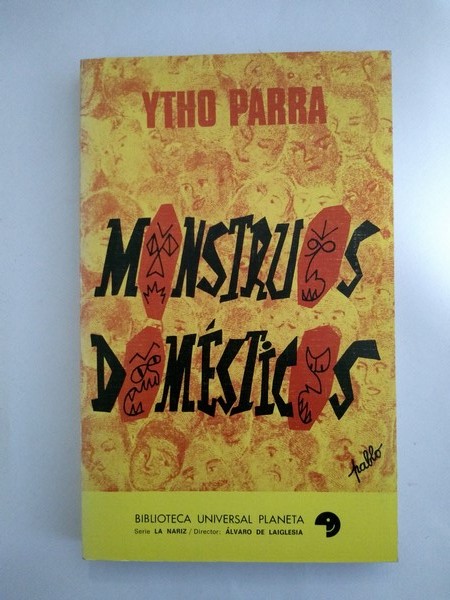 YTHO PARRA
MONSTRUOS
DOMÉSTICOS
pablo
BIBLIOTECA UNIVERSAL PLANETA
Serie LA NARIZ / Director: ÁLVARO DE LAIGLESIA